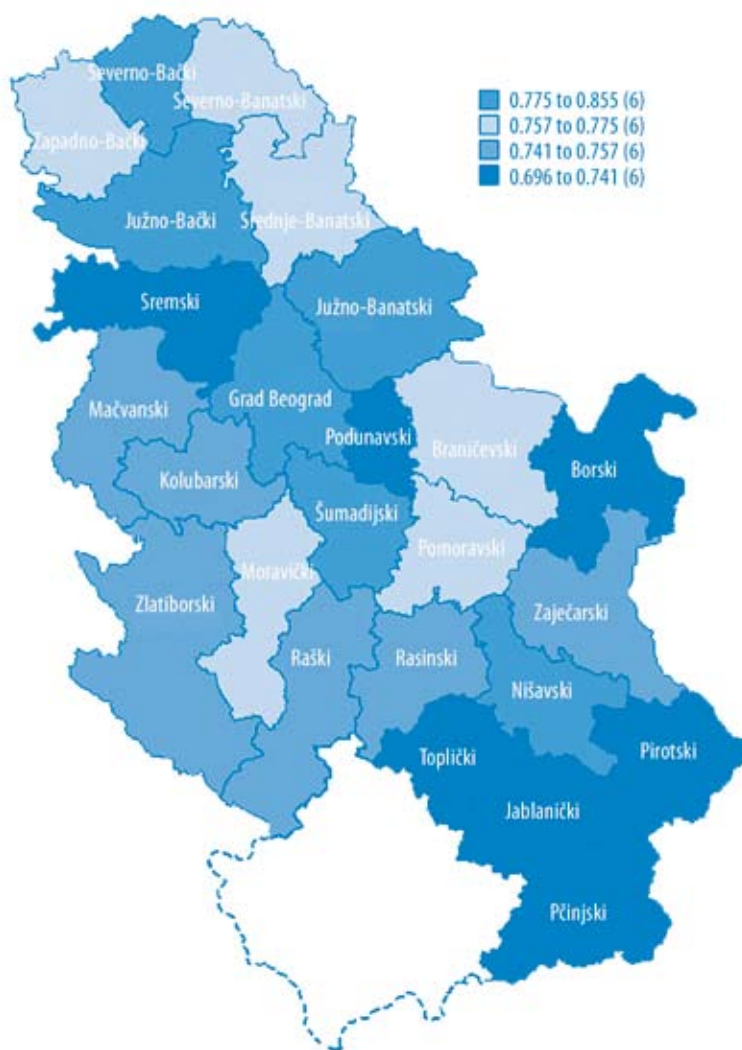 Severno-Bački
Severno-Banatski
Zapadno-Bački
0.775 to 0.855 (6)
0.757 to 0.775 (6)
0.741 to 0.757 (6)
0.696 to 0.741 (6)
Južno-Bački
Srednje-Banatski
Sremski
Južno-Banatski
Mačvanski
Grad Beograd
Podunavski
Braničevski
Borski
Kolubarski
Šumadijski
Pomoravski
Moravički
Zlatiborski
Zaječarski
Raški
Rasinski
Nišavski
Toplički
Pirotski
Jablanički
Pčinjski